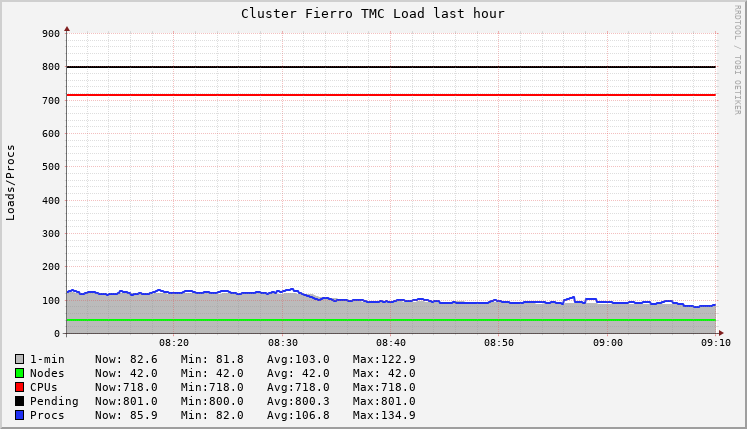 Cluster Fierro TMC Load last hour
RRDTOOL / TOBI OETIKER
Loads/Procs
900
800
700
600
500
400
300
200
100
0
08:20 08:30 08:40 08:50 09:00 09:10
1-min Now: 82.6 Min: 81.8 Avg:103.0 Max:122.9
Nodes Now: 42.0 Min: 42.0 Avg: 42.0 Max: 42.0
CPUs Now:718.0 Min:718.0 Avg:718.0 Max:718.0
Pending Now:801.0 Min:800.0 Avg:800.3 Max:801.0
Procs Now: 85.9 Min: 82.0 Avg:106.8 Max:134.9